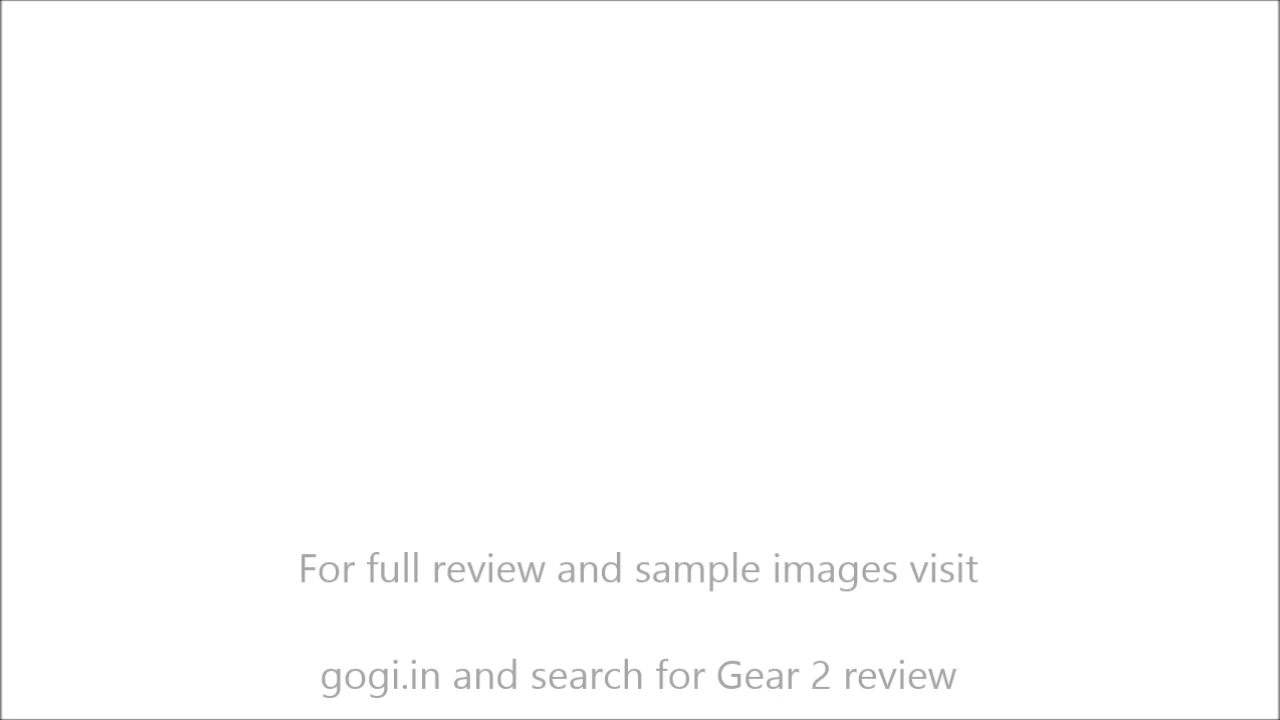 For full review and sample images visit
gogi.in and search for Gear 2 review